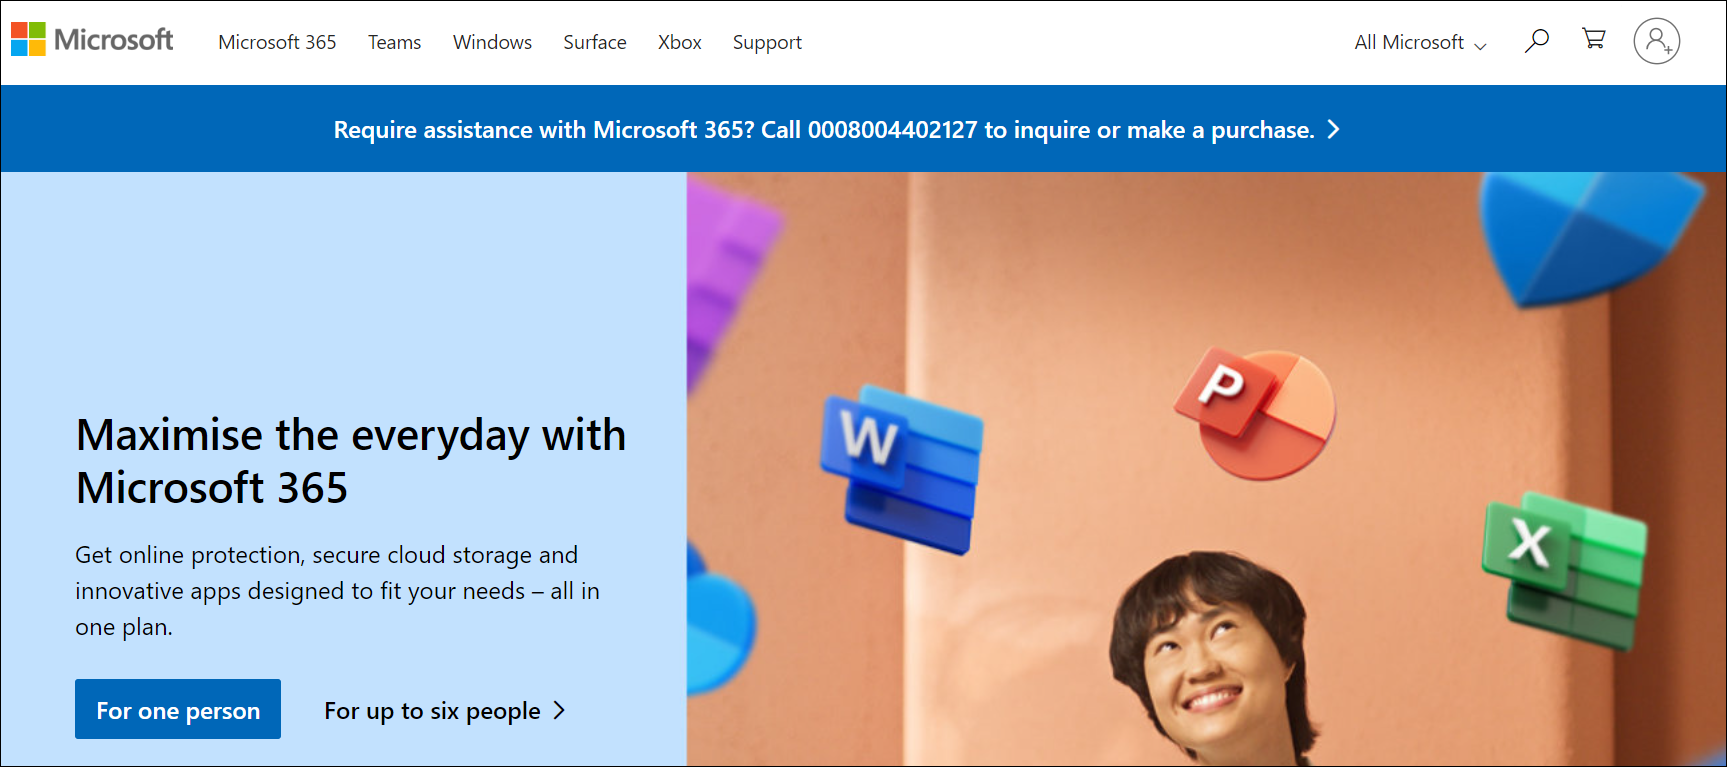 Microsoft Microsoft 365 Teams Windows Surface Xbox Support All Microsoft
Require assistance with Microsoft 365? Call 0008004402127 to inquire or make a purchase.
W
P
X
Maximise the everyday with
Microsoft 365
Get online protection, secure cloud storage and
innovative apps designed to fit your needs – all in
one plan.
For one person For up to six people